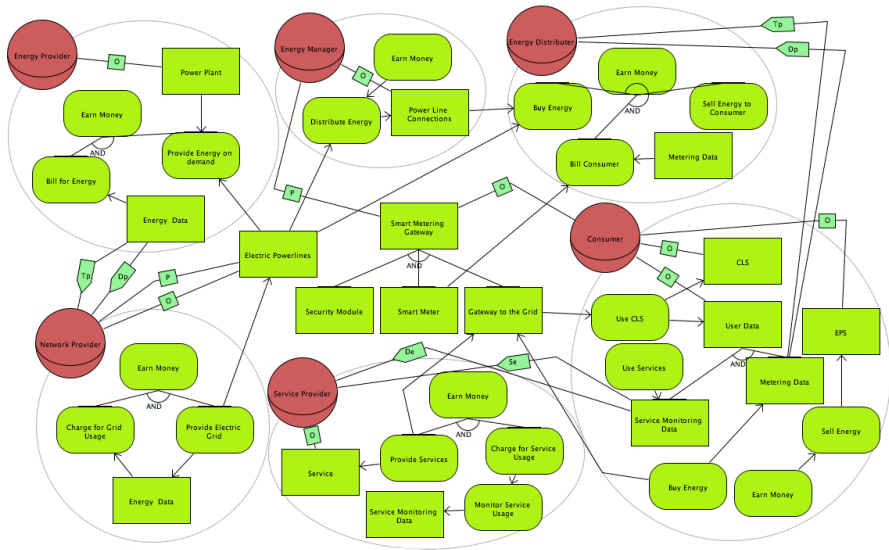 Energy Provider
O
Power Plant
Earn Money
AND
Bill for Energy
Provide Energy on
demand
Energy Data
Tp
Dp
P
O
Network Provider
Electric Powerlines
Energy Manager
O
Earn Money
Distribute Energy
Power Line
Connections
P
Energy Distributer
Tp
Dp
Earn Money
Buy Energy
AND
Sell Energy to
Consumer
Bill Consumer
Metering Data
O
Smart Metering
Gateway
AND
Security Module
Smart Meter
Gateway to the Grid
Consumer
O
O
O
CLS
Use CLS
User Data
EPS
Use Services
AND
Metering Data
Service Monitoring
Data
Sell Energy
Buy Energy
Earn Money
Earn Money
AND
Charge for Grid
Usage
Provide Electric
Grid
Energy Data
Service Provider
De
Se
O
Earn Money
AND
Service
Provide Services
Charge for Service
Usage
Service Monitoring
Data
Monitor Service
Usage